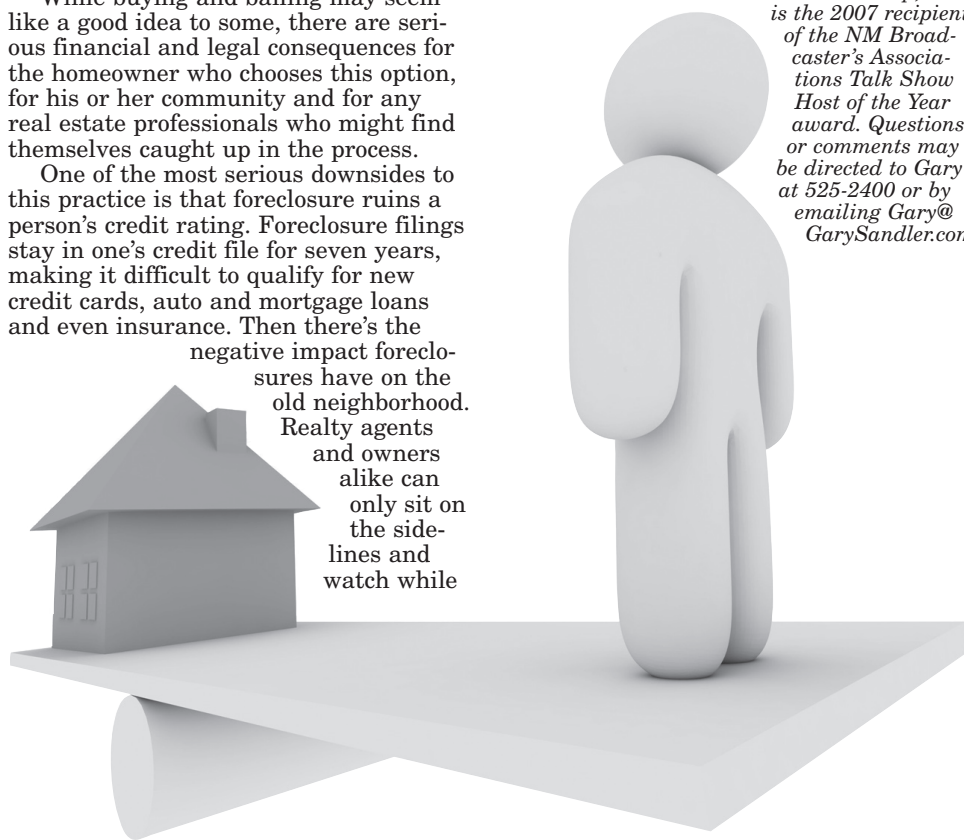 While buying and bailing may seem
like a good idea to some, there are seri-
ous financial and legal consequences for
the homeowner who chooses this option,
for his or her community and for any
real estate professionals who might find
themselves caught up in the process.
One of the most serious downsides to
this practice is that foreclosure ruins a
person's credit rating. Foreclosure filings
stay in one's credit file for seven years,
making it difficult to qualify for new
credit cards, auto and mortgage loans
and even insurance. Then there's the
negative impact foreclo-
sures have on the
old neighborhood.
Realty agents
and owners
alike can
only sit on
the side-
lines and
watch while
is the 2007 recipient
of the NM Broad-
caster's Associa-
tions Talk Show
Host of the Year
award. Questions
or comments may
be directed to Gary
at 525-2400 or by
emailing Gary@
GarySandler.com